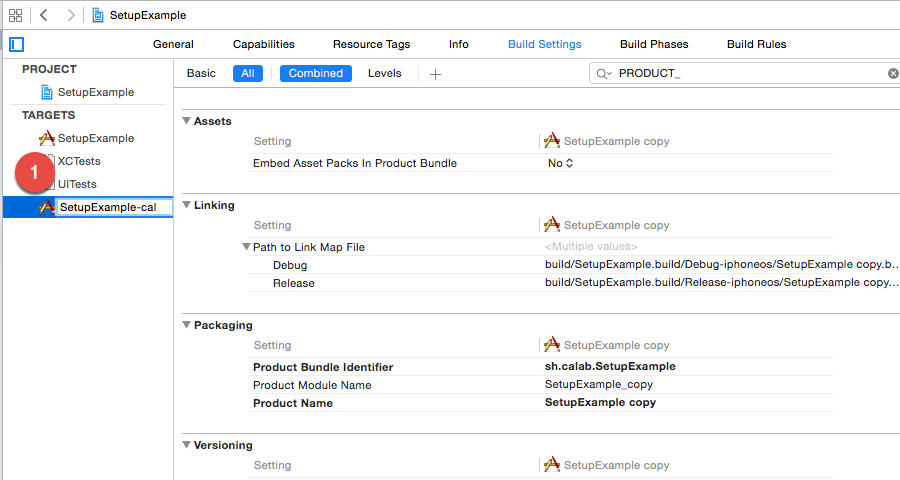 SetupExample
General Capabilities Resource Tags Info Build Settings Build Phases Build Rules
PROJECT
SetupExample
TARGETS
SetupExample
XCTests
UITests
SetupExample-cal
1
Basic All Combined Levels PRODUCT_
Assets
Setting SetupExample copy
Embed Asset Packs In Product Bundle No
Linking
Setting SetupExample copy
Path to Link Map File <Multiple values>
Debug build/SetupExample.build/Debug-iphoneos/SetupExample copy.b...
Release build/SetupExample.build/Release-iphoneos/SetupExample copy...
Packaging
Setting SetupExample copy
Product Bundle Identifier sh.calab.SetupExample
Product Module Name SetupExample_copy
Product Name SetupExample copy
Versioning
Setting SetupExample copy